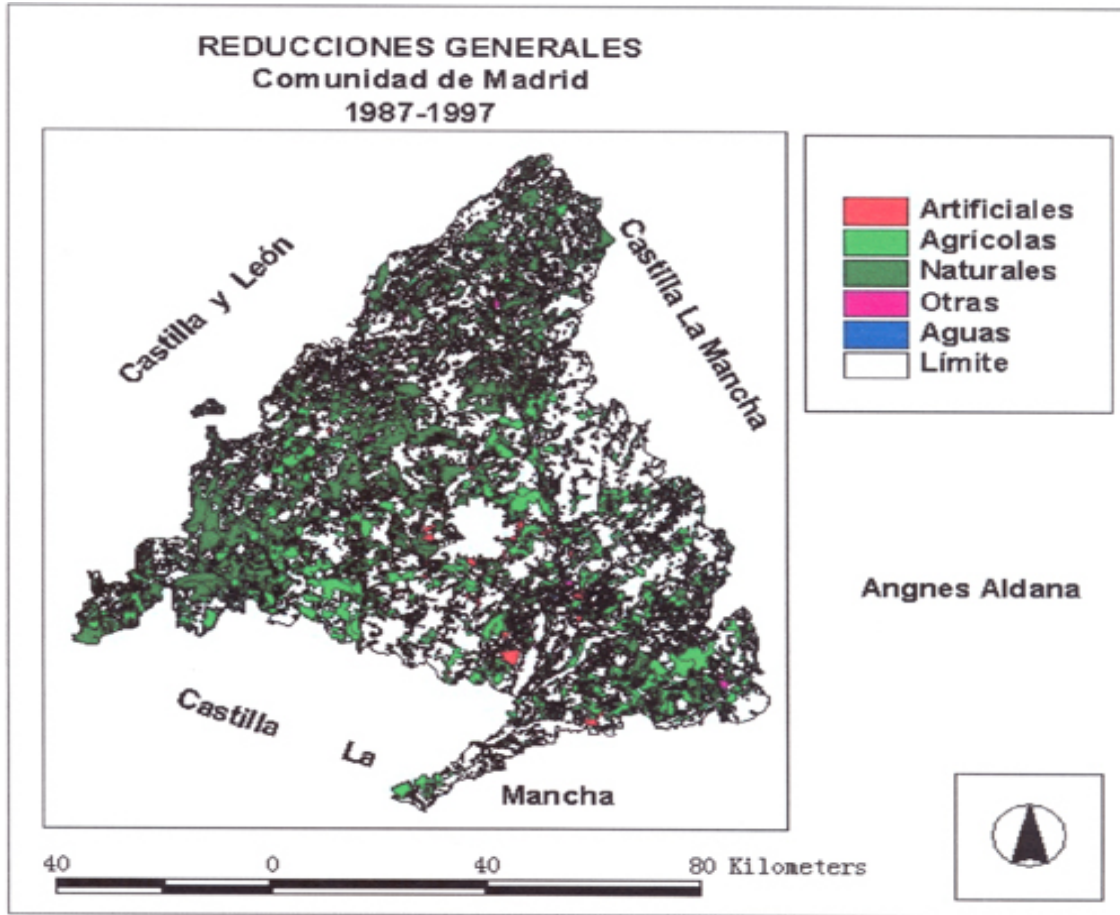 REDUCCIONES GENERALES
Comunidad de Madrid
1987-1997
Castilla y León
Castilla La Mancha
Artificiales
Agrícolas
Naturales
Otras
Aguas
Límite
Angnes Aldana
Castilla La Mancha
40 0 40 80 Kilometers